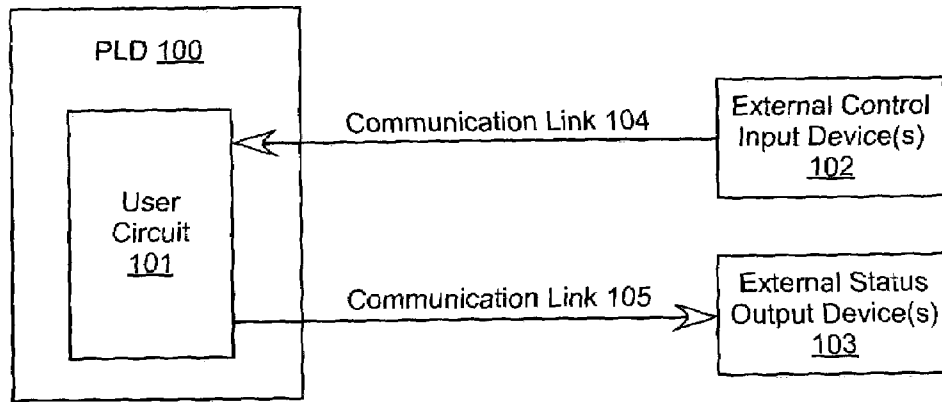 PLD 100
User
Circuit
101
Communication Link 104
External Control
Input Device(s)
102
Communication Link 105
External Status
Output Device(s)
103